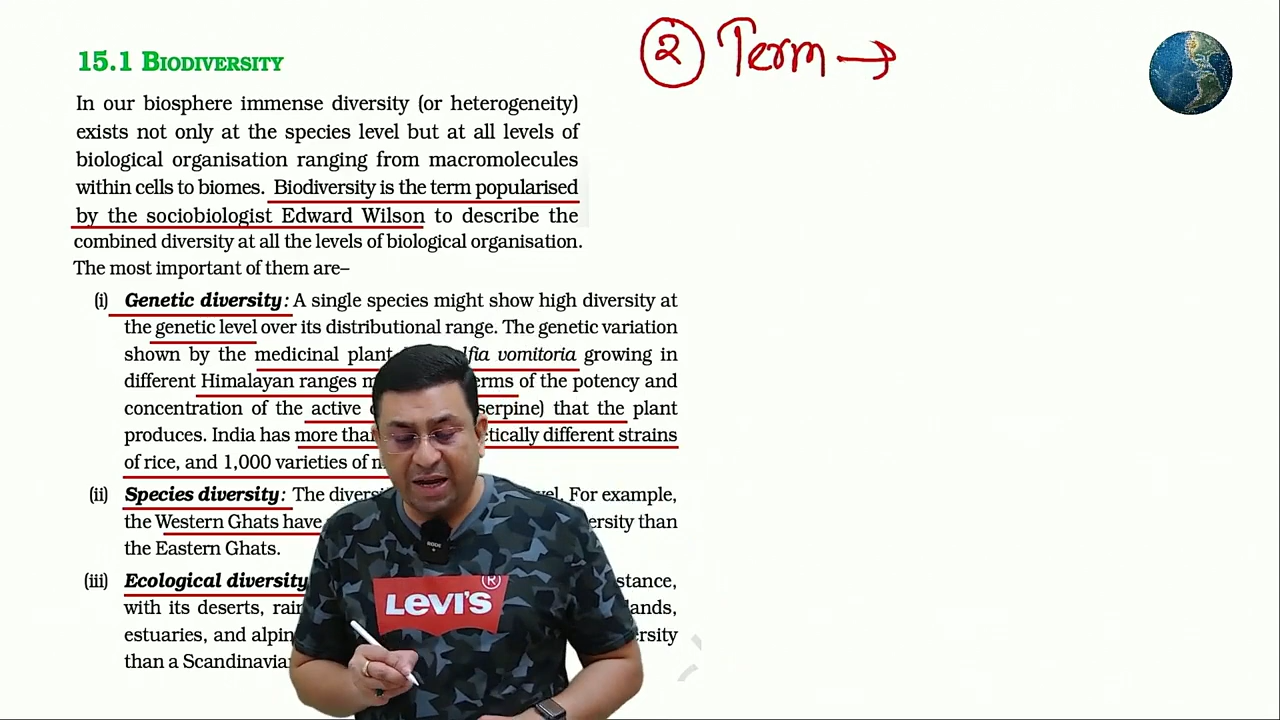 15.1 BIODIVERSITY
② Term →
In our biosphere immense diversity (or heterogeneity)
exists not only at the species level but at all levels of
biological organisation ranging from macromolecules
within cells to biomes. Biodiversity is the term popularised
by the sociobiologist Edward Wilson to describe the
combined diversity at all the levels of biological organisation.
The most important of them are–
(i) Genetic diversity: A single species might show high diversity at
the genetic level over its distributional range. The genetic variation
shown by the medicinal plant vomitoria growing in
different Himalayan ranges of the potency and
concentration of the active that the plant
produces. India has more different strains
of rice, and 1,000 varieties of
(ii) Species diversity: The For example,
the Western Ghats have than
the Eastern Ghats.
(iii) Ecological diversity
with its deserts,
estuaries, and
than a
LEVI'S
®
RODE